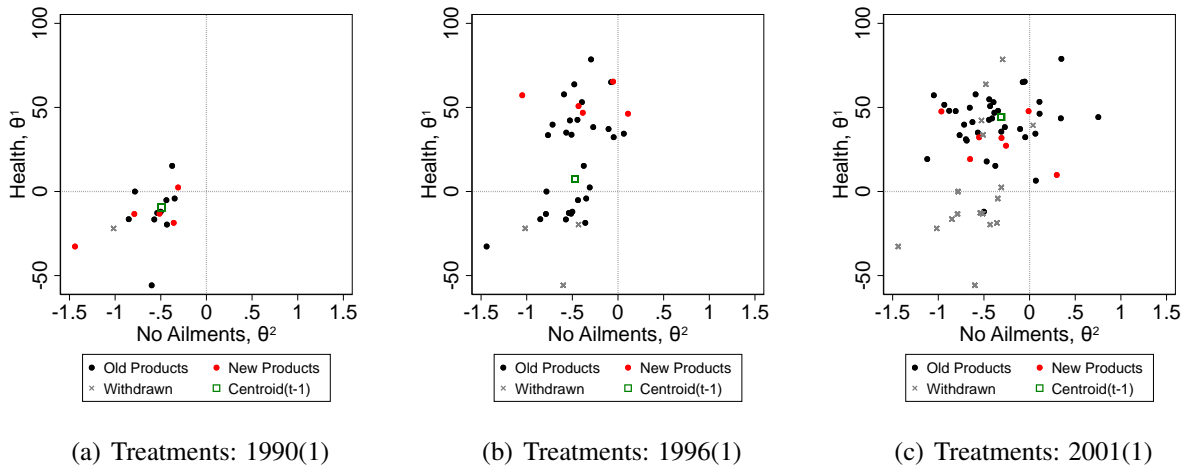 100
50
0
-50
Health, θ¹
-1.5 -1 -.5 0 .5 1 1.5
No Ailments, θ²
Old Products New Products
Withdrawn Centroid(t-1)
(a) Treatments: 1990(1)
100
50
0
-50
Health, θ¹
-1.5 -1 -.5 0 .5 1 1.5
No Ailments, θ²
Old Products New Products
Withdrawn Centroid(t-1)
(b) Treatments: 1996(1)
100
50
0
-50
Health, θ¹
-1.5 -1 -.5 0 .5 1 1.5
No Ailments, θ²
Old Products New Products
Withdrawn Centroid(t-1)
(c) Treatments: 2001(1)